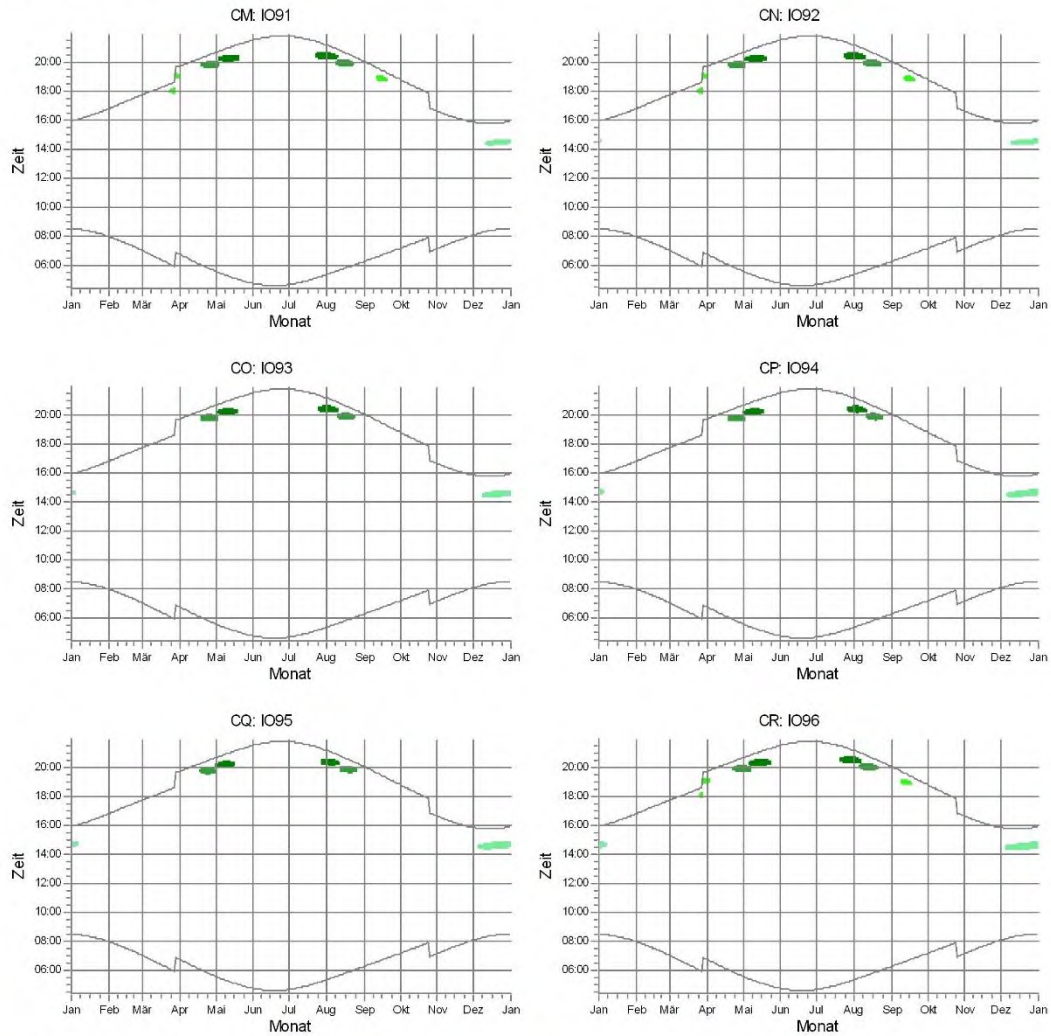 CM: IO91
Zeit
20:00
18:00
16:00
14:00
12:00
10:00
08:00
06:00
Jan Feb Mär Apr Mai Jun Jul Aug Sep Okt Nov Dez Jan
Monat
CN: IO92
Zeit
20:00
18:00
16:00
14:00
12:00
10:00
08:00
06:00
Jan Feb Mär Apr Mai Jun Jul Aug Sep Okt Nov Dez Jan
Monat
CO: IO93
Zeit
20:00
18:00
16:00
14:00
12:00
10:00
08:00
06:00
Jan Feb Mär Apr Mai Jun Jul Aug Sep Okt Nov Dez Jan
Monat
CP: IO94
Zeit
20:00
18:00
16:00
14:00
12:00
10:00
08:00
06:00
Jan Feb Mär Apr Mai Jun Jul Aug Sep Okt Nov Dez Jan
Monat
CQ: IO95
Zeit
20:00
18:00
16:00
14:00
12:00
10:00
08:00
06:00
Jan Feb Mär Apr Mai Jun Jul Aug Sep Okt Nov Dez Jan
Monat
CR: IO96
Zeit
20:00
18:00
16:00
14:00
12:00
10:00
08:00
06:00
Jan Feb Mär Apr Mai Jun Jul Aug Sep Okt Nov Dez Jan
Monat